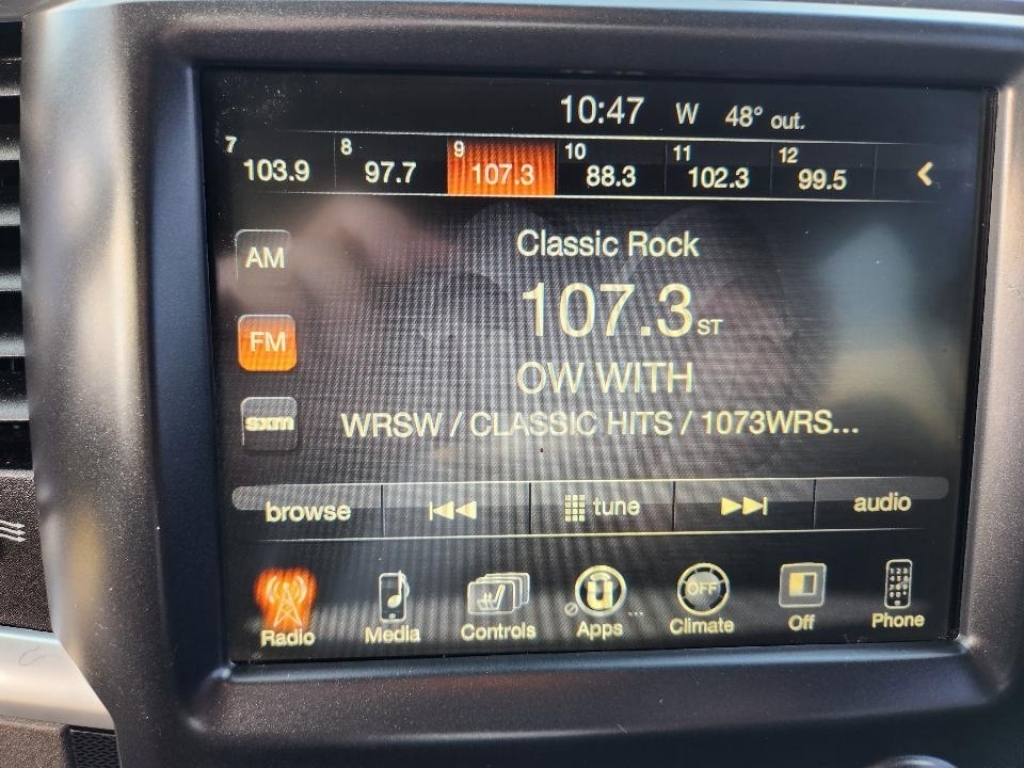 10:47 W 48° out.
7 8 9 10 11 12
103.9 97.7 107.3 88.3 102.3 99.5
AM
Classic Rock
107.3 ST
FM
OW WITH
sxm
WRSW / CLASSIC HITS / 1073WRS...
browse tune audio
OFF
Radio Media Controls Apps Climate Off Phone